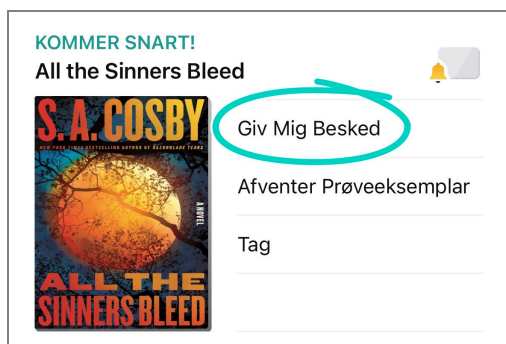 KOMMER SNART!
All the Sinners Bleed
S.A. COSBY
NEW YORK TIMES BESTSELLING AUTHOR OF RAZORBLADE TEARS
A NOVEL
ALL THE
SINNERS BLEED
Giv Mig Besked
Afventer Prøveeksemplar
Tag